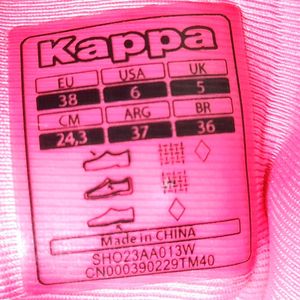 Kappa
EU USA UK
38 6 5
CM ARG BR
24,3 37 36
Made in CHINA
SHO23AA013W
CN000390229TM40